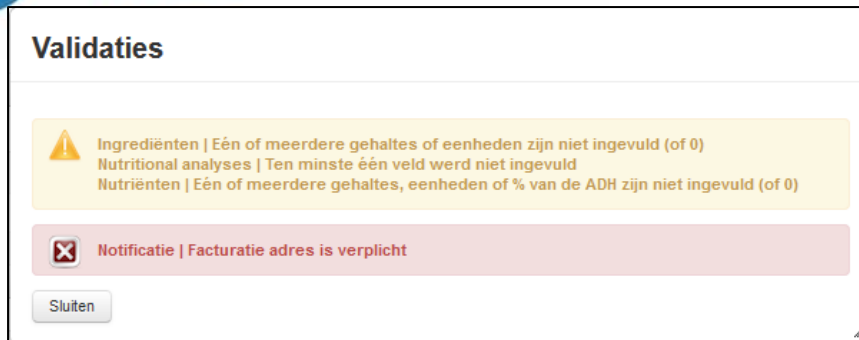 Validaties
Ingrediënten | Eén of meerdere gehaltes of eenheden zijn niet ingevuld (of 0)
Nutritional analyses | Ten minste één veld werd niet ingevuld
Nutriënten | Eén of meerdere gehaltes, eenheden of % van de ADH zijn niet ingevuld (of 0)
Notificatie | Facturatie adres is verplicht
Sluiten